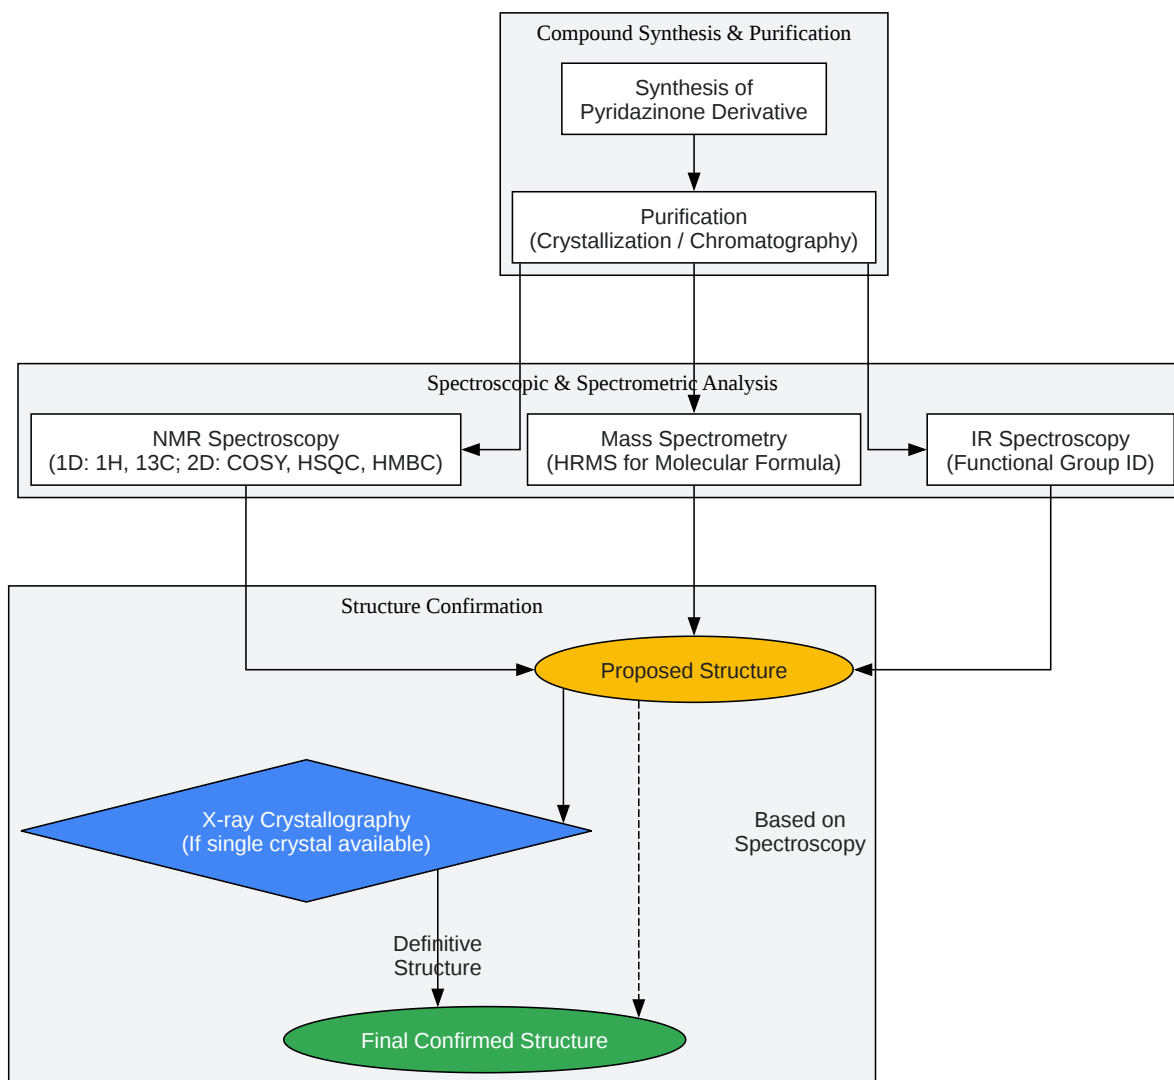 Compound Synthesis & Purification
Synthesis of
Pyridazinone Derivative
Purification
(Crystallization / Chromatography)
Spectroscopic & Spectrometric Analysis
NMR Spectroscopy
(1D: 1H, 13C; 2D: COSY, HSQC, HMBC)
Mass Spectrometry
(HRMS for Molecular Formula)
IR Spectroscopy
(Functional Group ID)
Structure Confirmation
Proposed Structure
X-ray Crystallography
(If single crystal available)
Based on
Spectroscopy
Definitive
Structure
Final Confirmed Structure